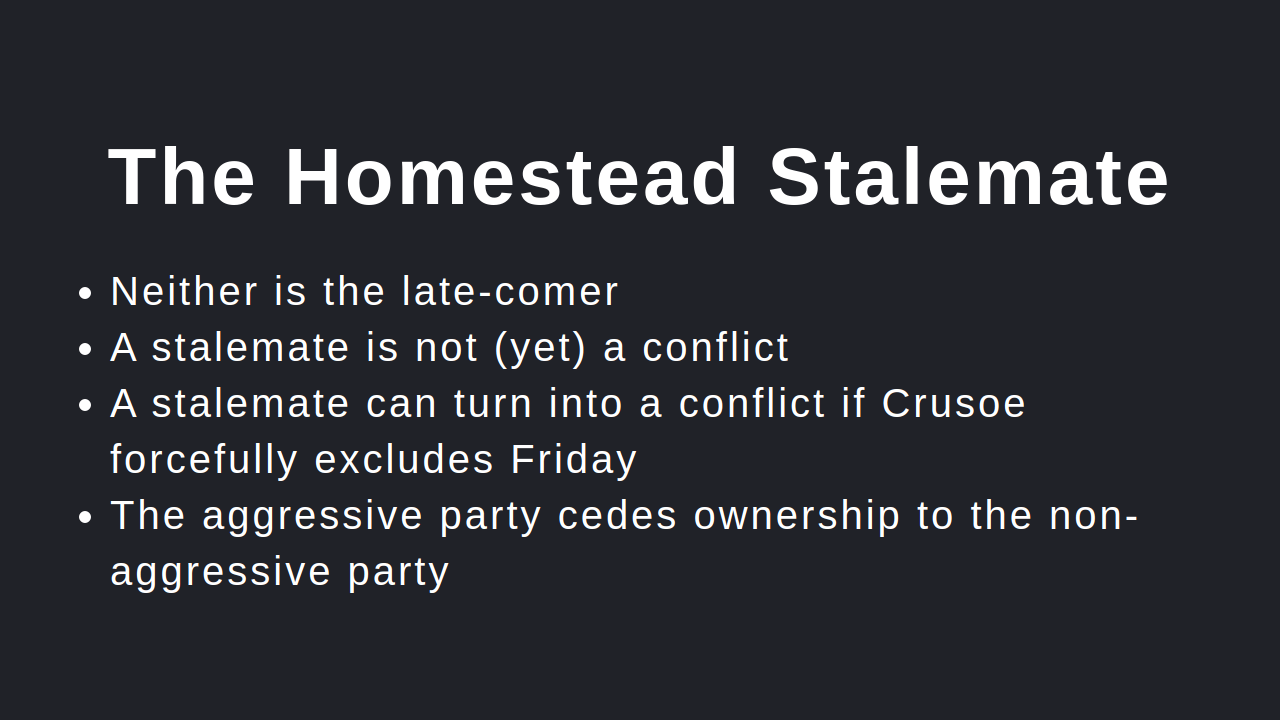 The Homestead Stalemate
• Neither is the late-comer
• A stalemate is not (yet) a conflict
• A stalemate can turn into a conflict if Crusoe
forcefully excludes Friday
• The aggressive party cedes ownership to the non-
aggressive party